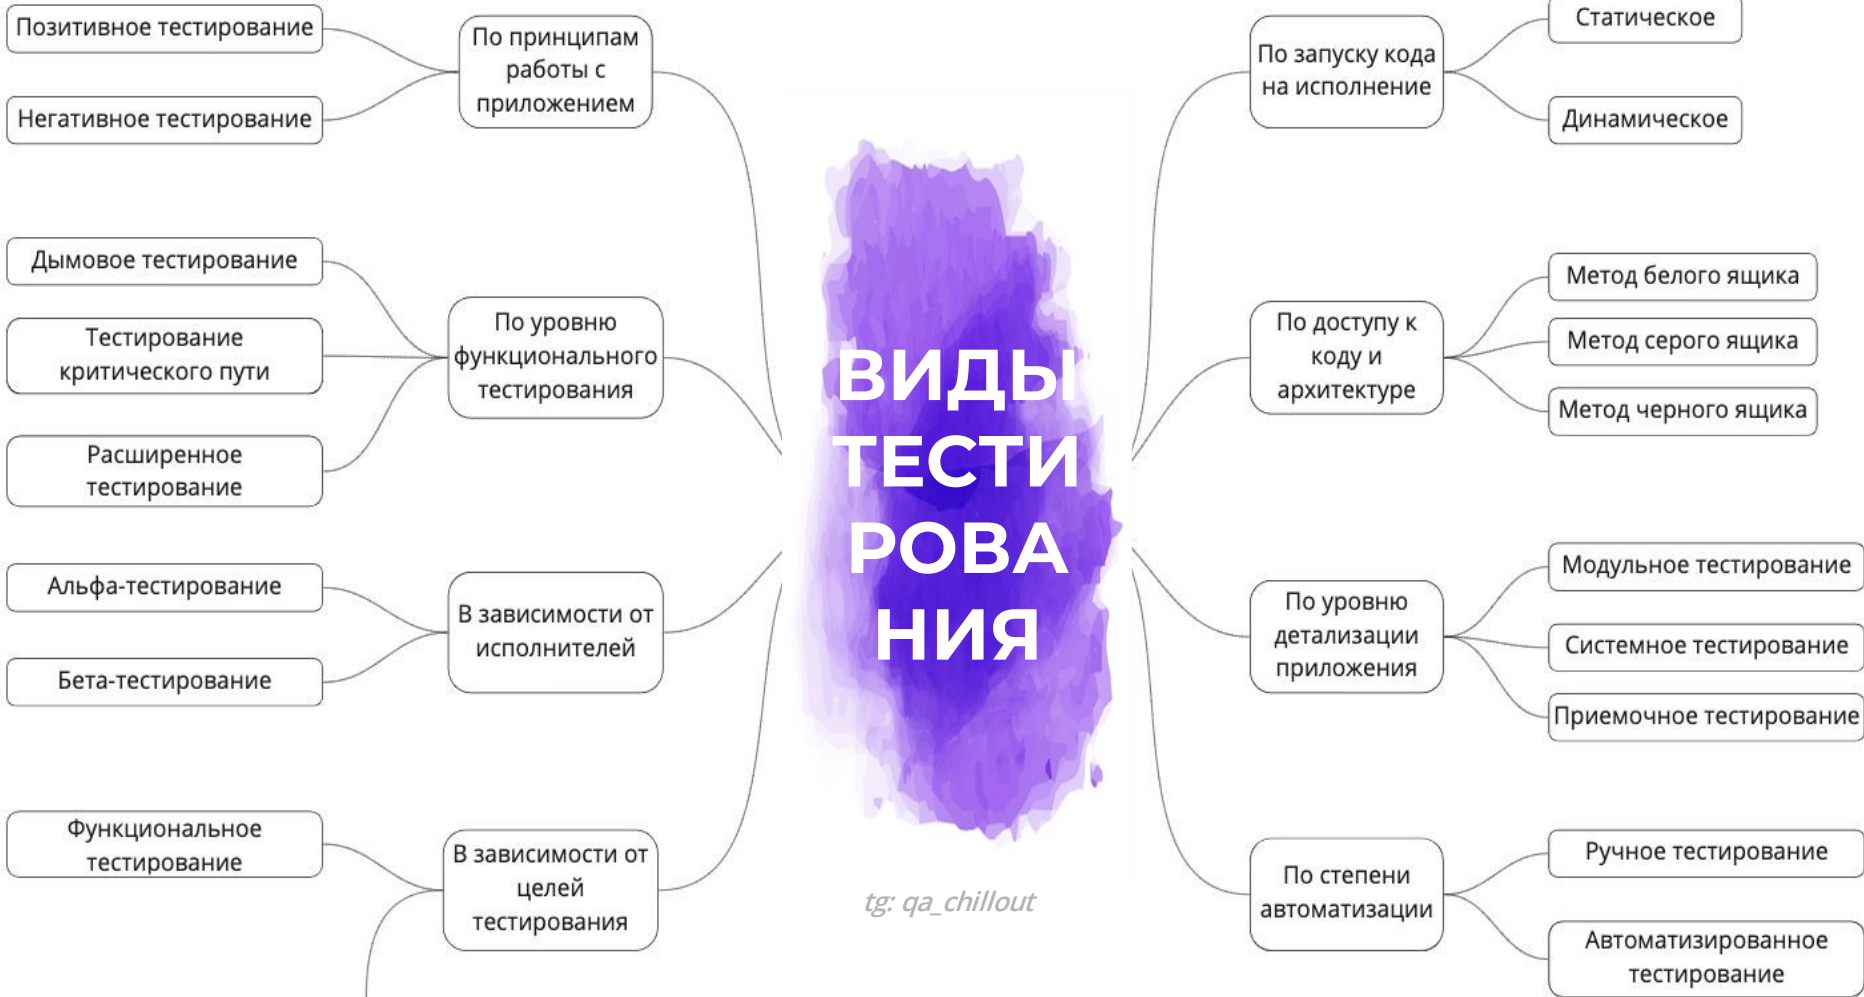 Позитивное тестирование
Негативное тестирование
По принципам
работы с
приложением
Дымовое тестирование
Тестирование
критического пути
Расширенное
тестирование
По уровню
функционального
тестирования
Альфа-тестирование
Бета-тестирование
В зависимости от
исполнителей
Функциональное
тестирование
В зависимости от
целей
тестирования
ВИДЫ
ТЕСТИ
РОВА
НИЯ
tg: qa_chillout
По запуску кода
на исполнение
Статическое
Динамическое
По доступу к
коду и
архитектуре
Метод белого ящика
Метод серого ящика
Метод черного ящика
По уровню
детализации
приложения
Модульное тестирование
Системное тестирование
Приемочное тестирование
По степени
автоматизации
Ручное тестирование
Автоматизированное
тестирование